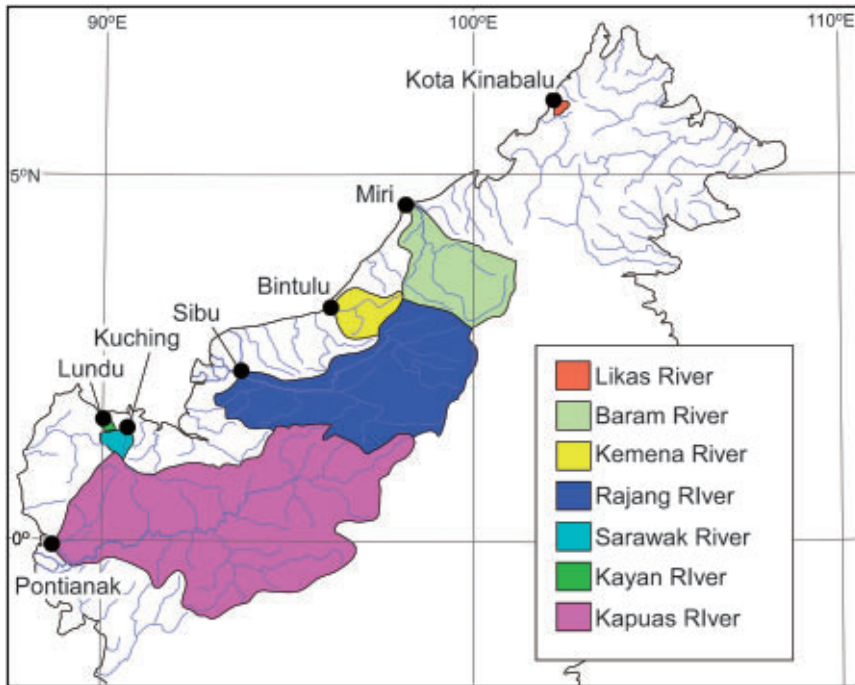 90ºE
100ºE
110ºE
Kota Kinabalu
5ºN
Miri
Bintulu
Sibu
Kuching
Lundu
0º
Pontianak
Likas River
Baram River
Kemena River
Rajang RIver
Sarawak River
Kayan RIver
Kapuas RIver